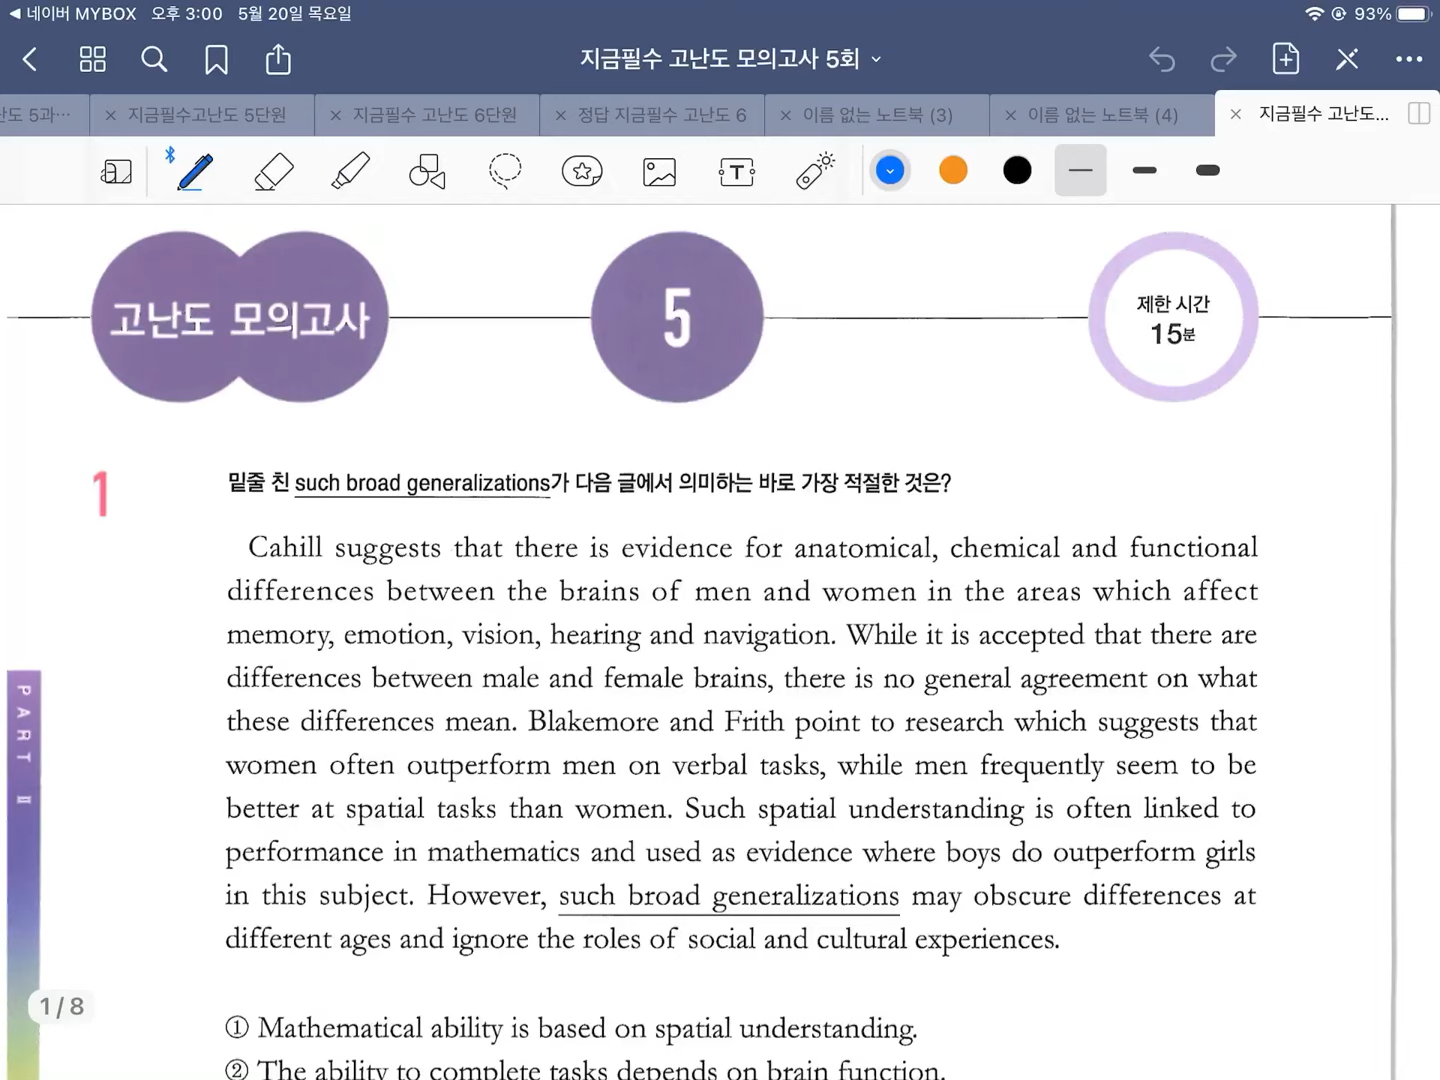 네이버 MYBOX 오후 3:00 5월 20일 목요일 93%
지금필수 고난도 모의고사 5회
난도 5과… 지금필수고난도 5단원 지금필수 고난도 6단원 정답 지금필수 고난도 6 이름 없는 노트북 (3) 이름 없는 노트북 (4) 지금필수 고난도...
고난도 모의고사
5
제한 시간
15분
1
밑줄 친 such broad generalizations가 다음 글에서 의미하는 바로 가장 적절한 것은?
Cahill suggests that there is evidence for anatomical, chemical and functional
differences between the brains of men and women in the areas which affect
memory, emotion, vision, hearing and navigation. While it is accepted that there are
differences between male and female brains, there is no general agreement on what
these differences mean. Blakemore and Frith point to research which suggests that
women often outperform men on verbal tasks, while men frequently seem to be
better at spatial tasks than women. Such spatial understanding is often linked to
performance in mathematics and used as evidence where boys do outperform girls
in this subject. However, such broad generalizations may obscure differences at
different ages and ignore the roles of social and cultural experiences.
PART Ⅱ
1 / 8
① Mathematical ability is based on spatial understanding.
② The ability to complete tasks depends on brain function.